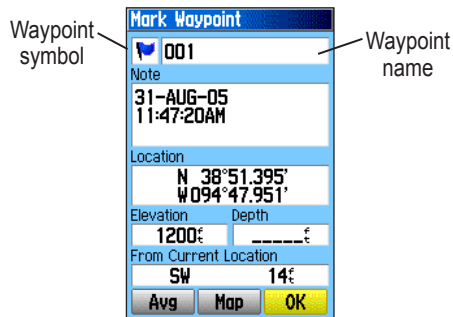 Mark Waypoint
Waypoint symbol
001
Waypoint name
Note
31-AUG-05
11:47:20AM
Location
N 38°51.395'
W094°47.951'
Elevation Depth
1200ft _____ft
From Current Location
SW 14ft
Avg Map OK